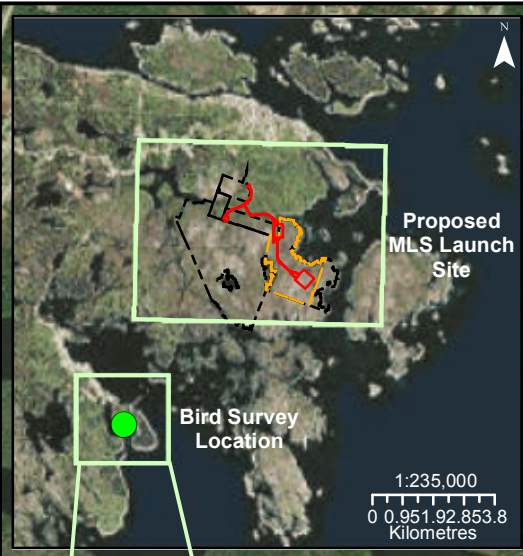 N
Proposed
MLS Launch
Site
Bird Survey
Location
1:235,000
0 0.951.92.853.8
Kilometres